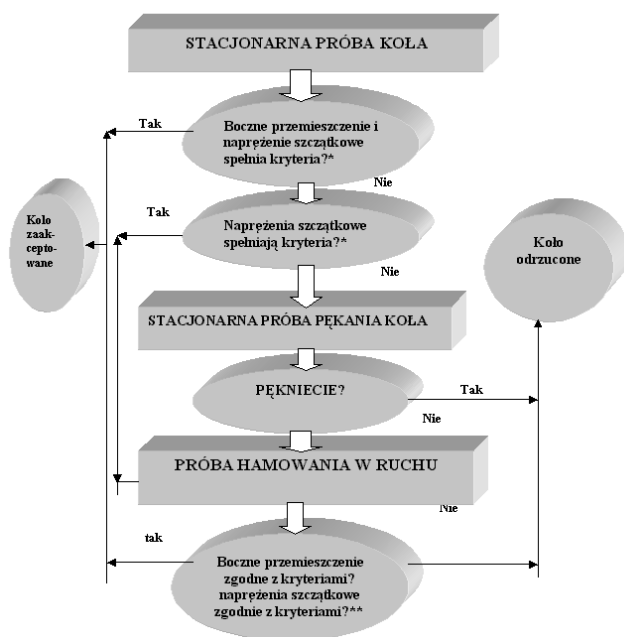 STACJONARNA PRÓBA KOŁA
Tak
Boczne przemieszczenie i
naprężenie szczątkowe
spełnia kryteria?*
Nie
Koło
zaak-
cepto-
wane
Tak
Naprężenia szczątkowe
spełniają kryteria?*
Nie
Koło
odrzucone
STACJONARNA PRÓBA PĘKANIA KOŁA
PĘKNIECIE?
Tak
Nie
PRÓBA HAMOWANIA W RUCHU
Nie
tak
Boczne przemieszczenie
zgodne z kryteriami?
naprężenia szczątkowe
zgodnie z kryteriami?**